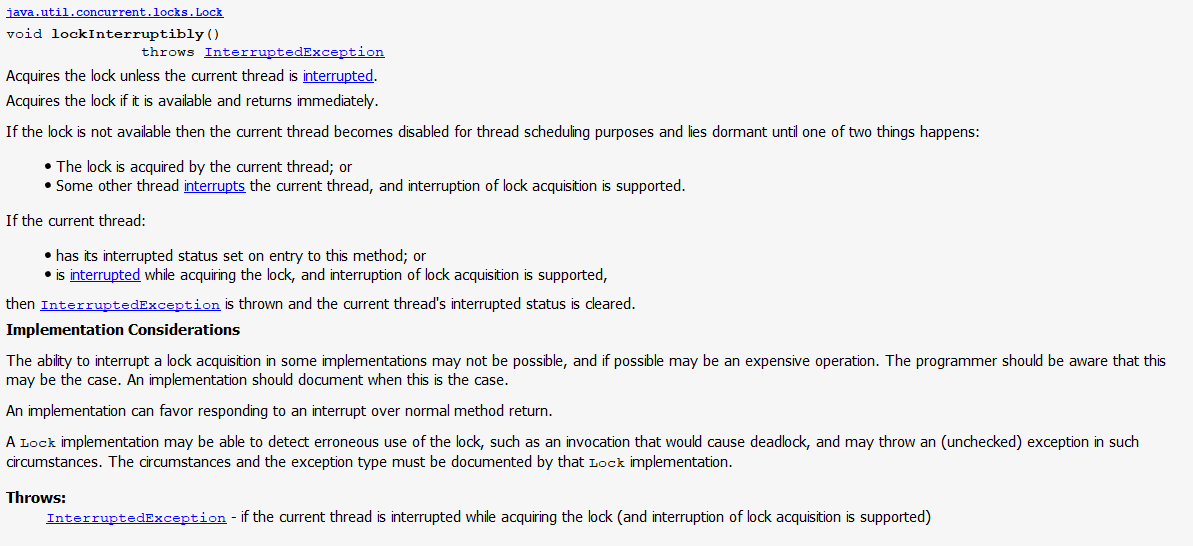 java.util.concurrent.locks.Lock
void lockInterruptibly()
throws InterruptedException
Acquires the lock unless the current thread is interrupted.
Acquires the lock if it is available and returns immediately.
If the lock is not available then the current thread becomes disabled for thread scheduling purposes and lies dormant until one of two things happens:
• The lock is acquired by the current thread; or
• Some other thread interrupts the current thread, and interruption of lock acquisition is supported.
If the current thread:
• has its interrupted status set on entry to this method; or
• is interrupted while acquiring the lock, and interruption of lock acquisition is supported,
then InterruptedException is thrown and the current thread's interrupted status is cleared.
Implementation Considerations
The ability to interrupt a lock acquisition in some implementations may not be possible, and if possible may be an expensive operation. The programmer should be aware that this
may be the case. An implementation should document when this is the case.
An implementation can favor responding to an interrupt over normal method return.
A Lock implementation may be able to detect erroneous use of the lock, such as an invocation that would cause deadlock, and may throw an (unchecked) exception in such
circumstances. The circumstances and the exception type must be documented by that Lock implementation.
Throws:
InterruptedException - if the current thread is interrupted while acquiring the lock (and interruption of lock acquisition is supported)